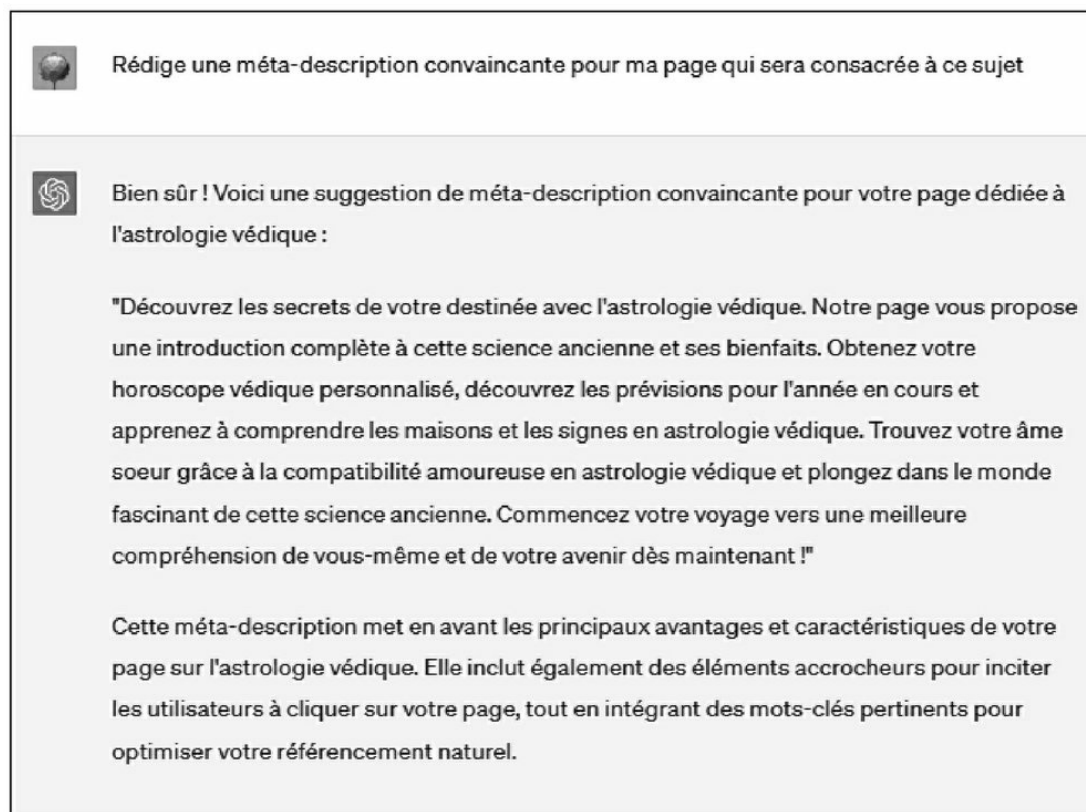 Rédige une méta-description convaincante pour ma page qui sera consacrée à ce sujet
Bien sûr ! Voici une suggestion de méta-description convaincante pour votre page dédiée à
l'astrologie védique :
"Découvrez les secrets de votre destinée avec l'astrologie védique. Notre page vous propose
une introduction complète à cette science ancienne et ses bienfaits. Obtenez votre
horoscope védique personnalisé, découvrez les prévisions pour l'année en cours et
apprenez à comprendre les maisons et les signes en astrologie védique. Trouvez votre âme
soeur grâce à la compatibilité amoureuse en astrologie védique et plongez dans le monde
fascinant de cette science ancienne. Commencez votre voyage vers une meilleure
compréhension de vous-même et de votre avenir dès maintenant !"
Cette méta-description met en avant les principaux avantages et caractéristiques de votre
page sur l'astrologie védique. Elle inclut également des éléments accrocheurs pour inciter
les utilisateurs à cliquer sur votre page, tout en intégrant des mots-clés pertinents pour
optimiser votre référencement naturel.